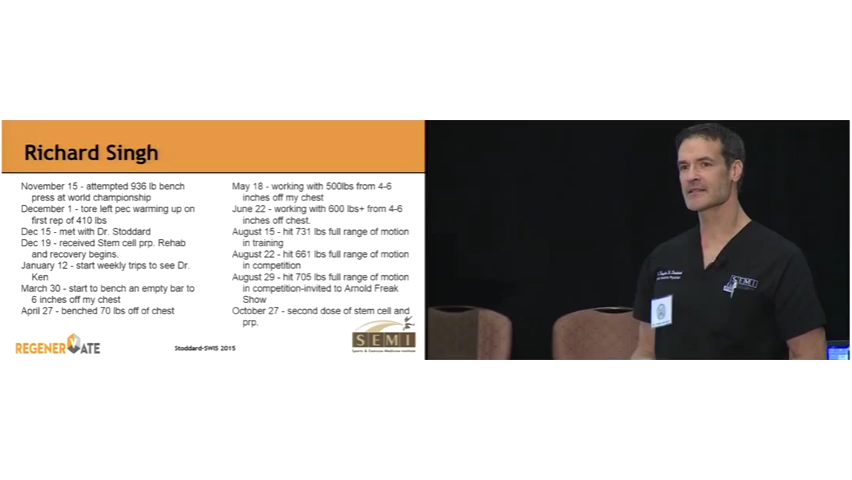 Richard Singh
November 15 - attempted 936 lb bench
press at world championship
December 1 - tore left pec warming up on
first rep of 410 lbs
Dec 15 - met with Dr. Stoddard
Dec 19 - received Stem cell prp. Rehab
and recovery begins.
January 12 - start weekly trips to see Dr.
Ken
March 30 - start to bench an empty bar to
6 inches off my chest
April 27 - benched 70 lbs off of chest
May 18 - working with 500lbs from 4-6
inches off my chest
June 22 - working with 600 lbs+ from 4-6
inches off chest.
August 15 - hit 731 lbs full range of motion
in training
August 22 - hit 661 lbs full range of motion
in competition
August 29 - hit 705 lbs full range of motion
in competition-invited to Arnold Freak
Show
October 27 - second dose of stem cell and
prp.
REGENERVATE
Stoddard-SWIS 2015
SEMI
Sports & Exercise Medicine Institute
SEMI